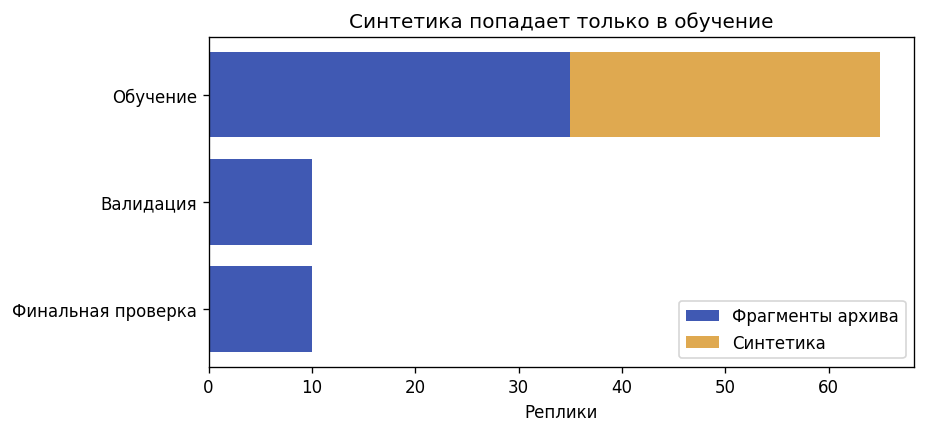 Синтетика попадает только в обучение
Обучение
Валидация
Финальная проверка
Фрагменты архива
Синтетика
0 10 20 30 40 50 60
Реплики